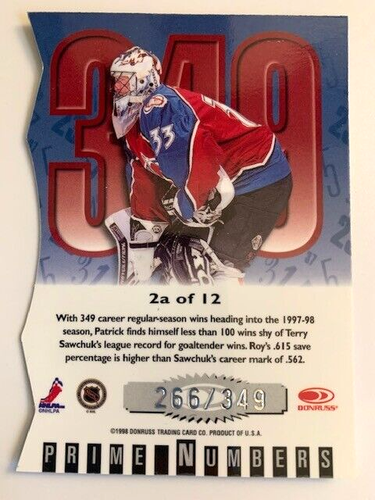 349
33
2a of 12
With 349 career regular-season wins heading into the 1997-98
season, Patrick finds himself less than 100 wins shy of Terry
Sawchuk's league record for goaltender wins. Roy's .615 save
percentage is higher than Sawchuk's career mark of .562.
266/349
©NHLPA
DONRUSS
©1998 DONRUSS TRADING CARD CO. PRODUCT OF U.S.A.
PRIME NUMBERS